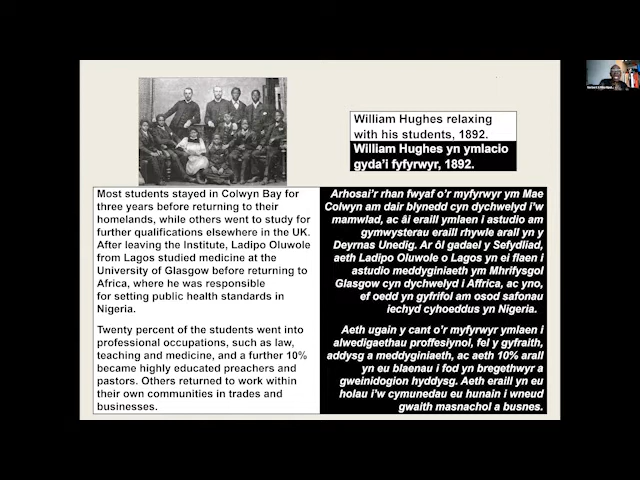 William Hughes relaxing
with his students, 1892.
William Hughes yn ymlacio
gyda'i fyfyrwyr, 1892.
Most students stayed in Colwyn Bay for
three years before returning to their
homelands, while others went to study for
further qualifications elsewhere in the UK.
After leaving the Institute, Ladipo Oluwole
from Lagos studied medicine at the
University of Glasgow before returning to
Africa, where he was responsible
for setting public health standards in
Nigeria.
Twenty percent of the students went into
professional occupations, such as law,
teaching and medicine, and a further 10%
became highly educated preachers and
pastors. Others returned to work within
their own communities in trades and
businesses.
Arhosai'r rhan fwyaf o'r myfyrwyr ym Mae
Colwyn am dair blynedd cyn dychwelyd i'w
mamwlad, ac âi eraill ymlaen i astudio am
gymwysterau eraill rhywle arall yn y
Deyrnas Unedig. Ar ôl gadael y Sefydliad,
aeth Ladipo Oluwole o Lagos yn ei flaen i
astudio meddyginiaeth ym Mhrifysgol
Glasgow cyn dychwelyd i Affrica, ac yno,
ef oedd yn gyfrifol am osod safonau
iechyd cyhoeddus yn Nigeria.
Aeth ugain y cant o'r myfyrwyr ymlaen i
alwedigaethau proffesiynol, fel y gyfraith,
addysg a meddyginiaeth, ac aeth 10% arall
yn eu blaenau i fod yn bregethwyr a
gweinidogion hyddysg. Aeth eraill yn eu
holau i'w cymunedau eu hunain i wneud
gwaith masnachol a busnes.